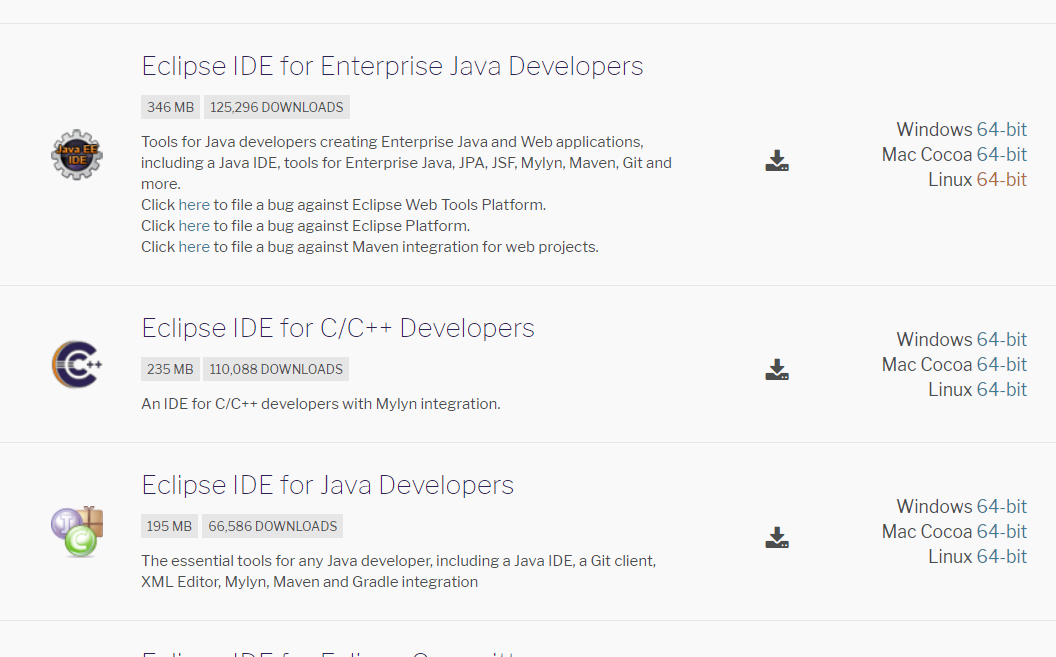 Eclipse IDE for Enterprise Java Developers
346 MB 125,296 DOWNLOADS
Java EE
IDE
Tools for Java developers creating Enterprise Java and Web applications,
including a Java IDE, tools for Enterprise Java, JPA, JSF, Mylyn, Maven, Git and
more.
Click here to file a bug against Eclipse Web Tools Platform.
Click here to file a bug against Eclipse Platform.
Click here to file a bug against Maven integration for web projects.
Windows 64-bit
Mac Cocoa 64-bit
Linux 64-bit
Eclipse IDE for C/C++ Developers
235 MB 110,088 DOWNLOADS
C++
An IDE for C/C++ developers with Mylyn integration.
Windows 64-bit
Mac Cocoa 64-bit
Linux 64-bit
Eclipse IDE for Java Developers
195 MB 66,586 DOWNLOADS
J
C
The essential tools for any Java developer, including a Java IDE, a Git client,
XML Editor, Mylyn, Maven and Gradle integration
Windows 64-bit
Mac Cocoa 64-bit
Linux 64-bit
Eclipse IDE for Eclipse